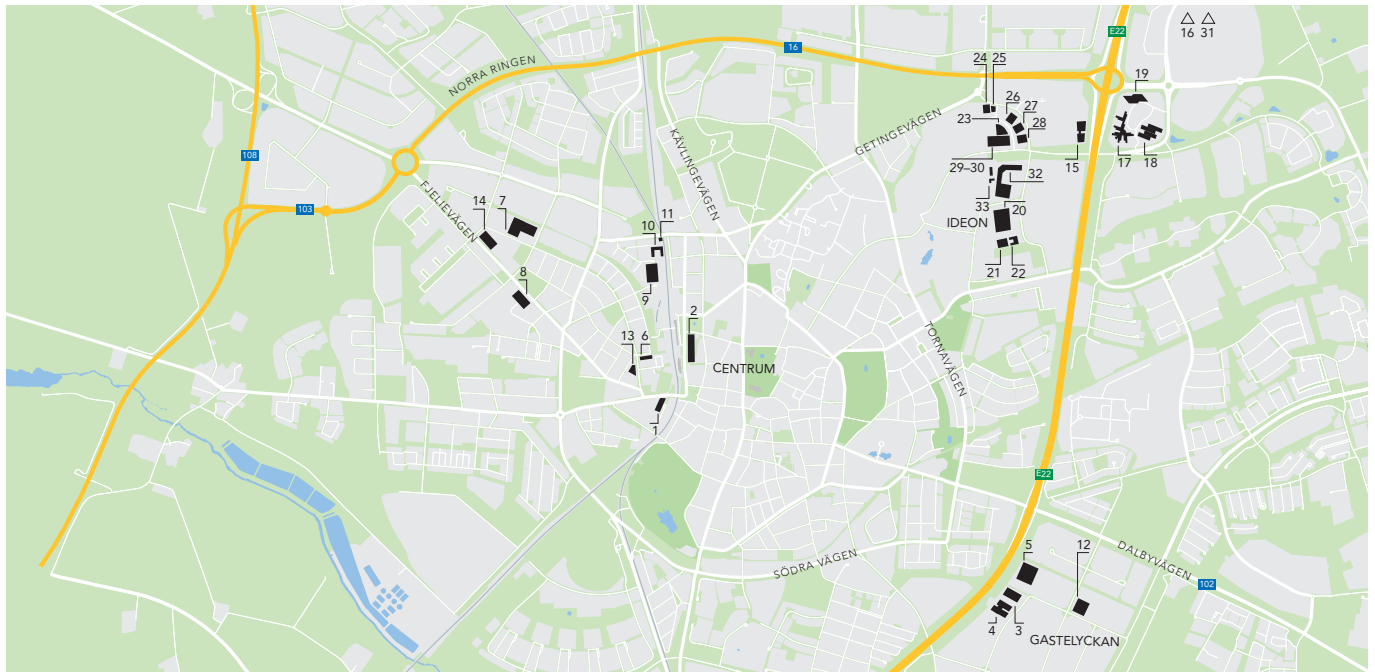 E22
16 31
16
NORRA RINGEN
24 25
19
26
27
KÄVLINGEVÄGEN
GETINGEVÄGEN
23
28
108
29–30
32
15
17
18
FJELIEVÄGEN
103
14 7
33
20
IDEON
10
11
21
22
8
9
2
TORNAVÄGEN
13 6
CENTRUM
1
E22
SÖDRA VÄGEN
5
12
DALBYVÄGEN
102
4
3
GASTELYCKAN